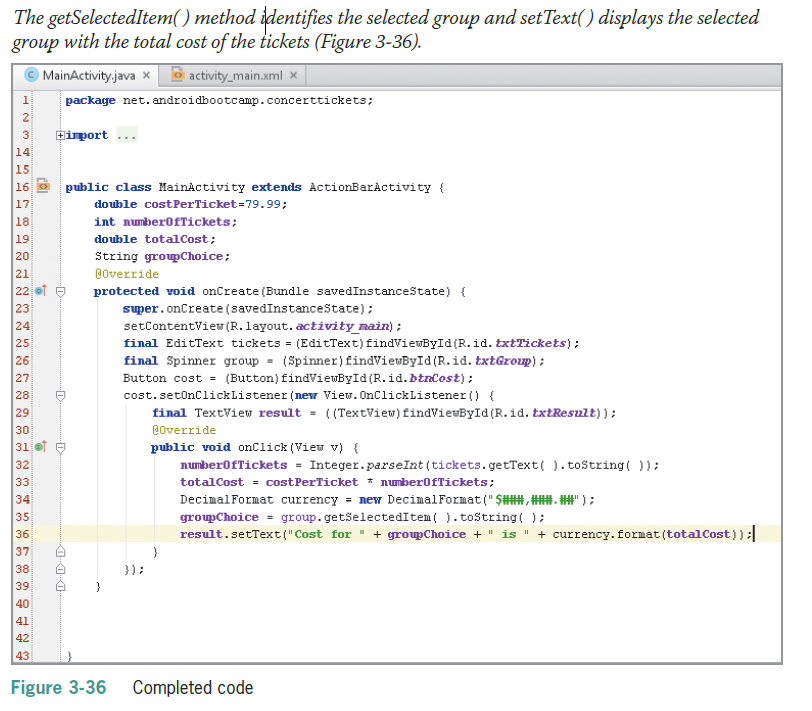 The getSelectedItem( ) method identifies the selected group and setText( ) displays the selected
group with the total cost of the tickets (Figure 3-36).
MainActivity.java × activity_main.xml ×
1 package net.androidbootcamp.concerttickets;
2
3 import ...
14
15
16 public class MainActivity extends ActionBarActivity {
17 double costPerTicket=79.99;
18 int numberOfTickets;
19 double totalCost;
20 String groupChoice;
21 @Override
22 protected void onCreate(Bundle savedInstanceState) {
23 super.onCreate(savedInstanceState);
24 setContentView(R.layout.activity_main);
25 final EditText tickets = (EditText)findViewById(R.id.txtTickets);
26 final Spinner group = (Spinner)findViewById(R.id.txtGroup);
27 Button cost = (Button)findViewById(R.id.btnCost);
28 cost.setOnClickListener(new View.OnClickListener() {
29 final TextView result = ((TextView)findViewById(R.id.txtResult));
30 @Override
31 public void onClick(View v) {
32 numberOfTickets = Integer.parseInt(tickets.getText( ).toString( ));
33 totalCost = costPerTicket * numberOfTickets;
34 DecimalFormat currency = new DecimalFormat("$###,###.##");
35 groupChoice = group.getSelectedItem( ).toString( );
36 result.setText("Cost for " + groupChoice + " is " + currency.format(totalCost));
37 }
38 });
39 }
40
41
42
43 }
Figure 3-36 Completed code